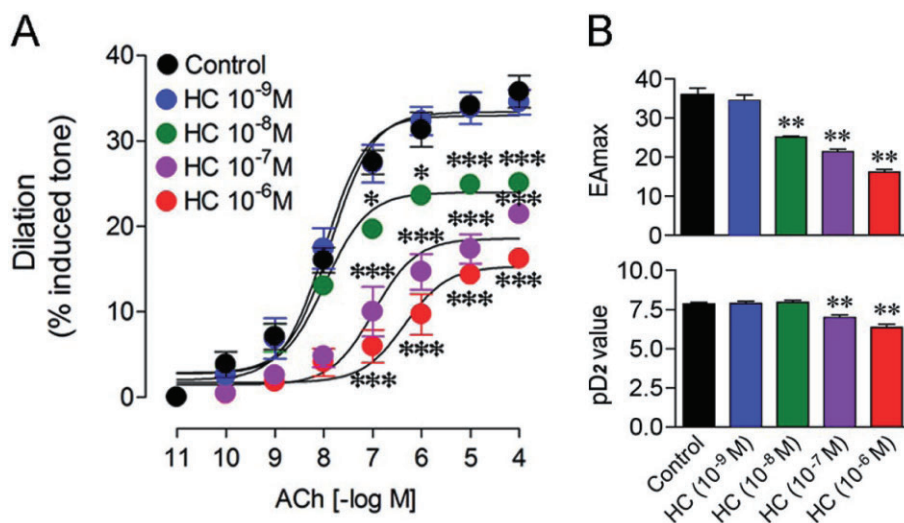 A
Control
HC 10⁻⁹M
HC 10⁻⁸M
HC 10⁻⁷M
HC 10⁻⁶M
Dilation
(% induced tone)
40
30
20
10
0
* * *** ***
*** *** *** ***
*** *** *** ***
11 10 9 8 7 6 5 4
ACh [-log M]
B
EAmax
40
30
20
10
0
** ** **
pD₂ value
10.0
7.5
5.0
2.5
0.0
** **
Control
HC (10⁻⁹ M)
HC (10⁻⁸ M)
HC (10⁻⁷ M)
HC (10⁻⁶ M)